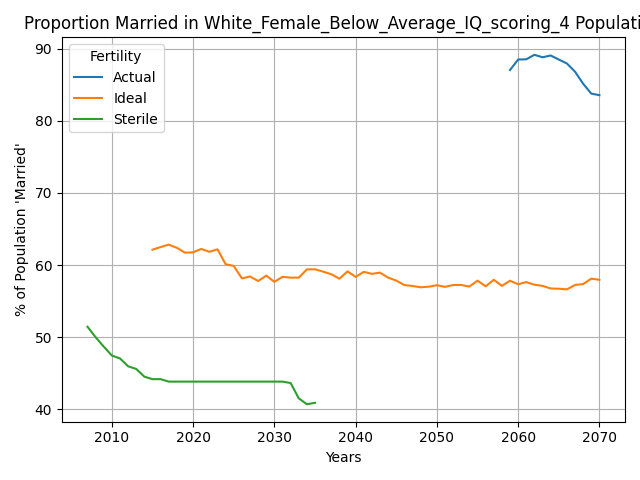 Proportion Married in White_Female_Below_Average_IQ_scoring_4 Populati
Fertility
Actual
Ideal
Sterile
90
80
70
60
50
40
% of Population 'Married'
2010 2020 2030 2040 2050 2060 2070
Years